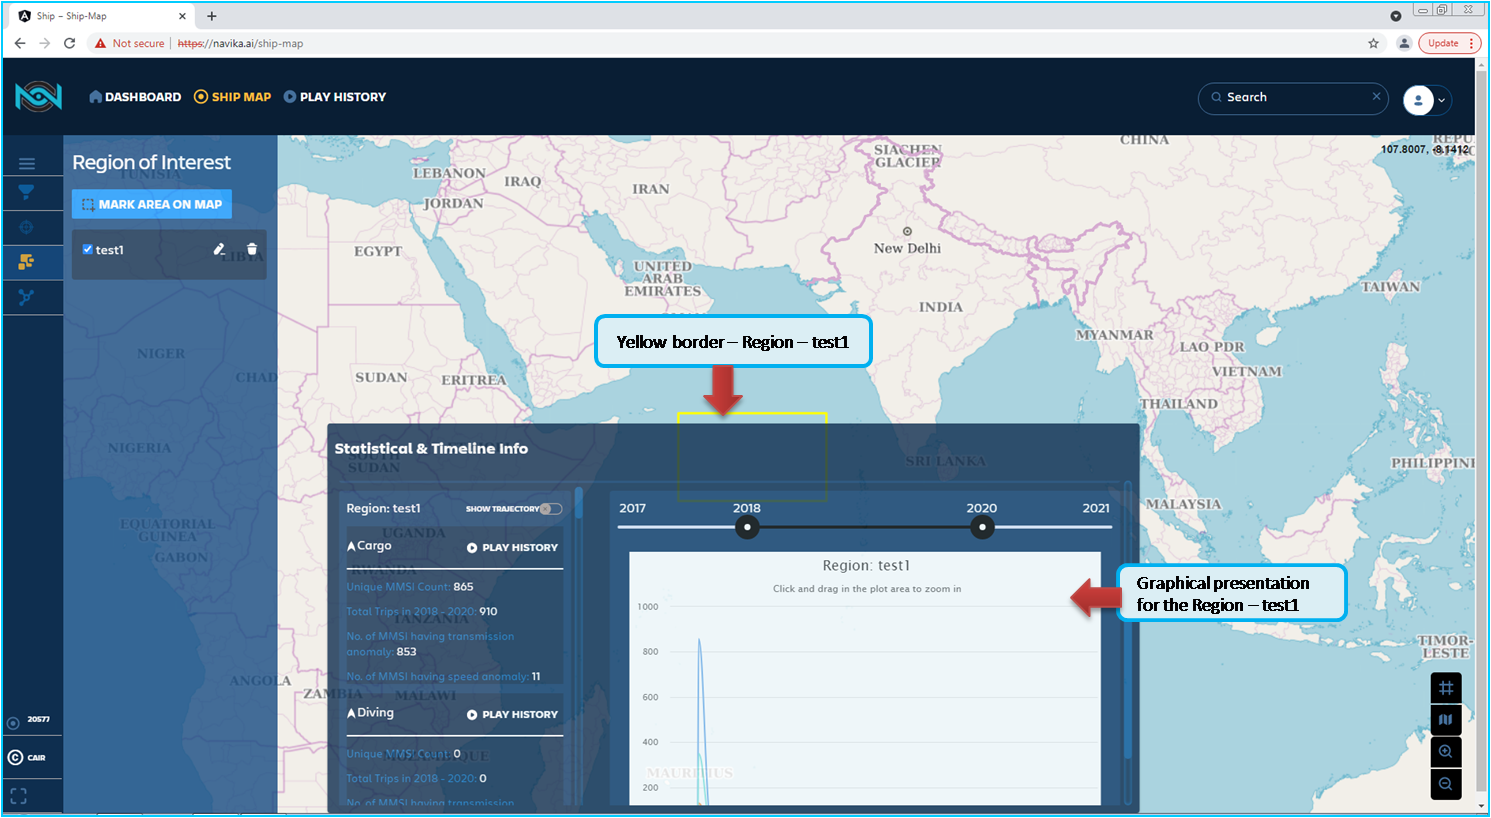 Ship – Ship-Map
Not secure
https://navika.ai/ship-map
Update
DASHBOARD
SHIP MAP
PLAY HISTORY
Search
Region of Interest
MARK AREA ON MAP
test1
107.8007, -8.1412
CHINA
SIACHEN
GLACIER
LEBANON
IRAQ
IRAN
JORDAN
TUNISIA
LIBYA
EGYPT
New Delhi
UNITED
ARAB
EMIRATES
INDIA
TAIWAN
MYANMAR
LAO PDR
VIETNAM
THAILAND
NIGER
CHAD
SUDAN
ERITREA
NIGERIA
SOUTH
SUDAN
SRI LANKA
PHILIPPINE
MALAYSIA
EQUATORIAL
GUINEA
GABON
UGANDA
RWANDA
TANZANIA
ANGOLA
ZAMBIA
MALAWI
MOZAMBIQUE
MAURITIUS
TIMOR-
LESTE
Yellow border – Region – test1
Statistical & Timeline Info
Region: test1
SHOW TRAJECTORY
Cargo
PLAY HISTORY
Unique MMSI Count: 865
Total Trips in 2018 - 2020: 910
No. of MMSI having transmission
anomaly: 853
No. of MMSI having speed anomaly: 11
Diving
PLAY HISTORY
Unique MMSI Count: 0
Total Trips in 2018 - 2020: 0
No. of MMSI having transmission
2017
2018
2020
2021
Region: test1
Click and drag in the plot area to zoom in
1000
800
600
400
200
Graphical presentation
for the Region – test1
20577
CAIR